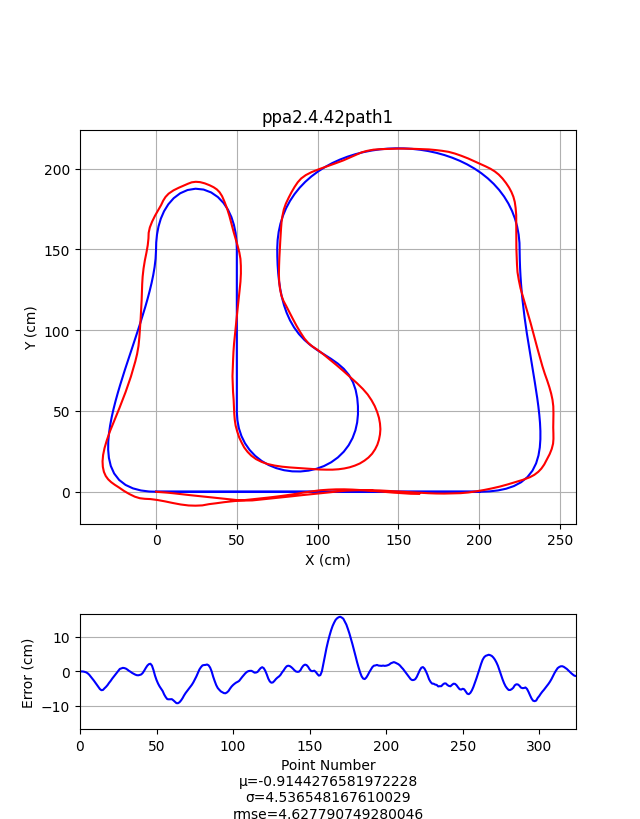 ppa2.4.42path1
200
150
100
50
0
Y (cm)
0 50 100 150 200 250
X (cm)
10
0
−10
Error (cm)
0 50 100 150 200 250 300
Point Number
μ=-0.9144276581972228
σ=4.536548167610029
rmse=4.627790749280046